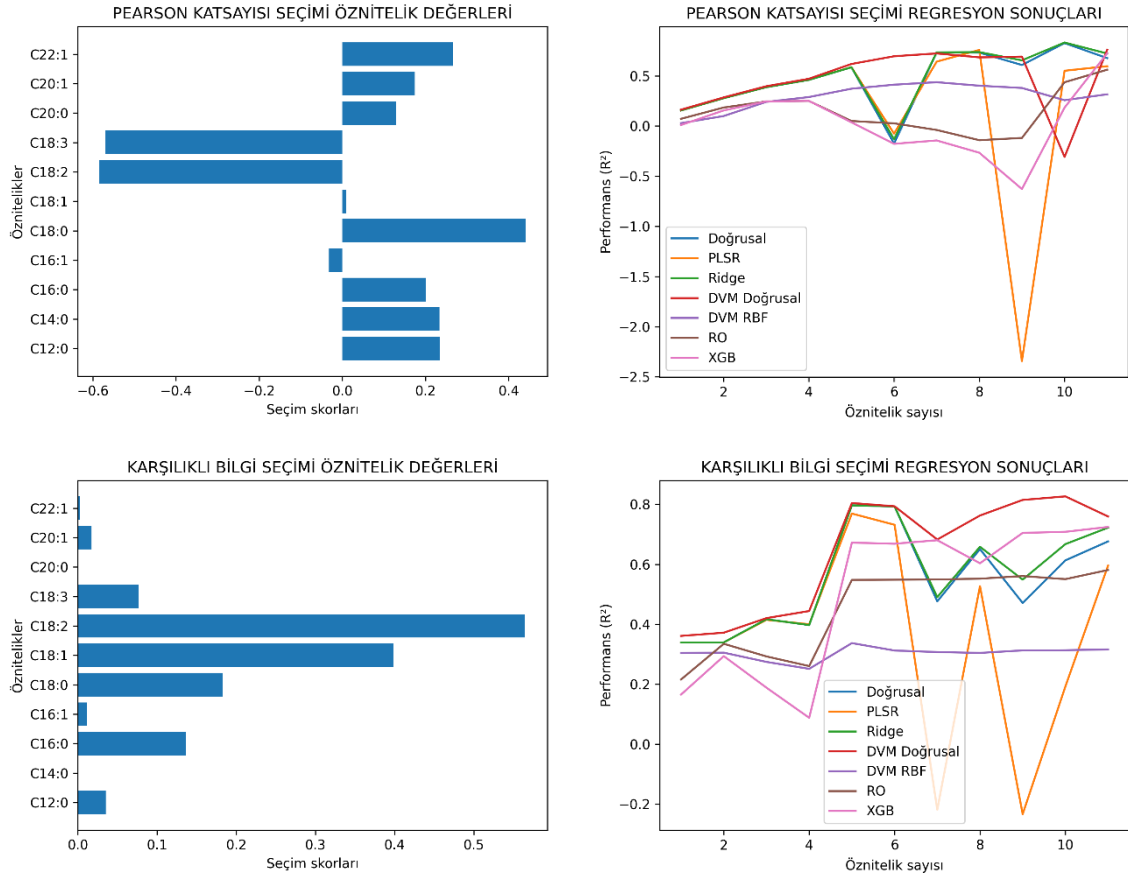 PEARSON KATSAYISI SEÇİMİ ÖZNİTELİK DEĞERLERİ
Öznitelikler
C22:1
C20:1
C20:0
C18:3
C18:2
C18:1
C18:0
C16:1
C16:0
C14:0
C12:0
−0.6 −0.4 −0.2 0.0 0.2 0.4
Seçim skorları
PEARSON KATSAYISI SEÇİMİ REGRESYON SONUÇLARI
Performans (R²)
0.5
0.0
−0.5
−1.0
−1.5
−2.0
−2.5
Doğrusal
PLSR
Ridge
DVM Doğrusal
DVM RBF
RO
XGB
2 4 6 8 10
Öznitelik sayısı
KARŞILIKLI BİLGİ SEÇİMİ ÖZNİTELİK DEĞERLERİ
Öznitelikler
C22:1
C20:1
C20:0
C18:3
C18:2
C18:1
C18:0
C16:1
C16:0
C14:0
C12:0
0.0 0.1 0.2 0.3 0.4 0.5
Seçim skorları
KARŞILIKLI BİLGİ SEÇİMİ REGRESYON SONUÇLARI
Performans (R²)
0.8
0.6
0.4
0.2
0.0
−0.2
Doğrusal
PLSR
Ridge
DVM Doğrusal
DVM RBF
RO
XGB
2 4 6 8 10
Öznitelik sayısı